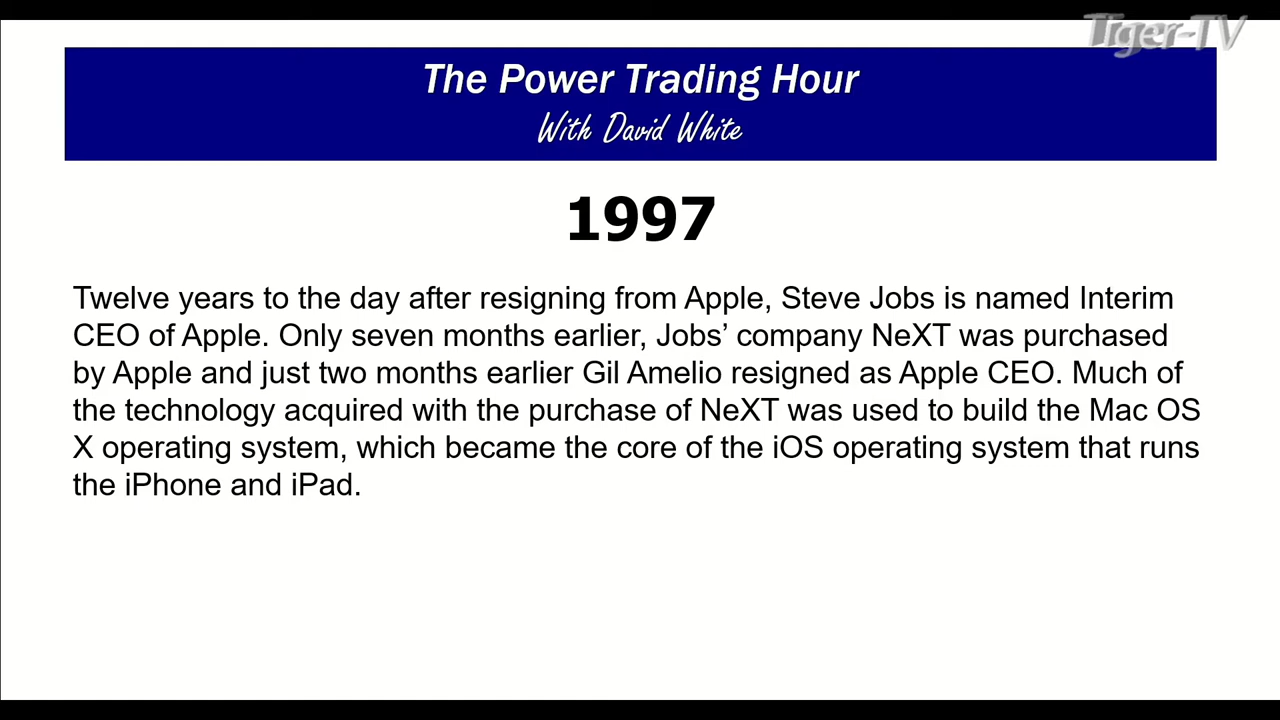 Tiger-TV
The Power Trading Hour
With David White
1997
Twelve years to the day after resigning from Apple, Steve Jobs is named Interim
CEO of Apple. Only seven months earlier, Jobs’ company NeXT was purchased
by Apple and just two months earlier Gil Amelio resigned as Apple CEO. Much of
the technology acquired with the purchase of NeXT was used to build the Mac OS
X operating system, which became the core of the iOS operating system that runs
the iPhone and iPad.